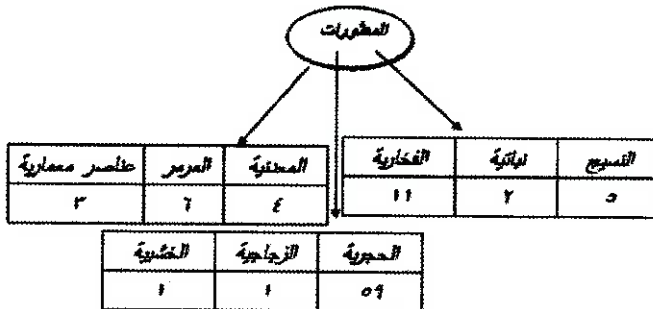 المعثورات
النسيج نباتية الفخارية
٥ ٢ ١١
المعدنية المرمر عناصر معمارية
٤ ٦ ٣
الحجرية الزجاجية الخشبية
٥٩ ١ ١